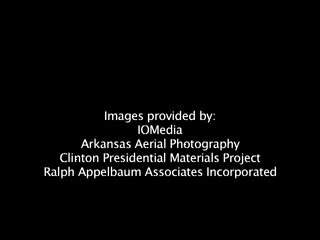 Images provided by:
IOMedia
Arkansas Aerial Photography
Clinton Presidential Materials Project
Ralph Appelbaum Associates Incorporated